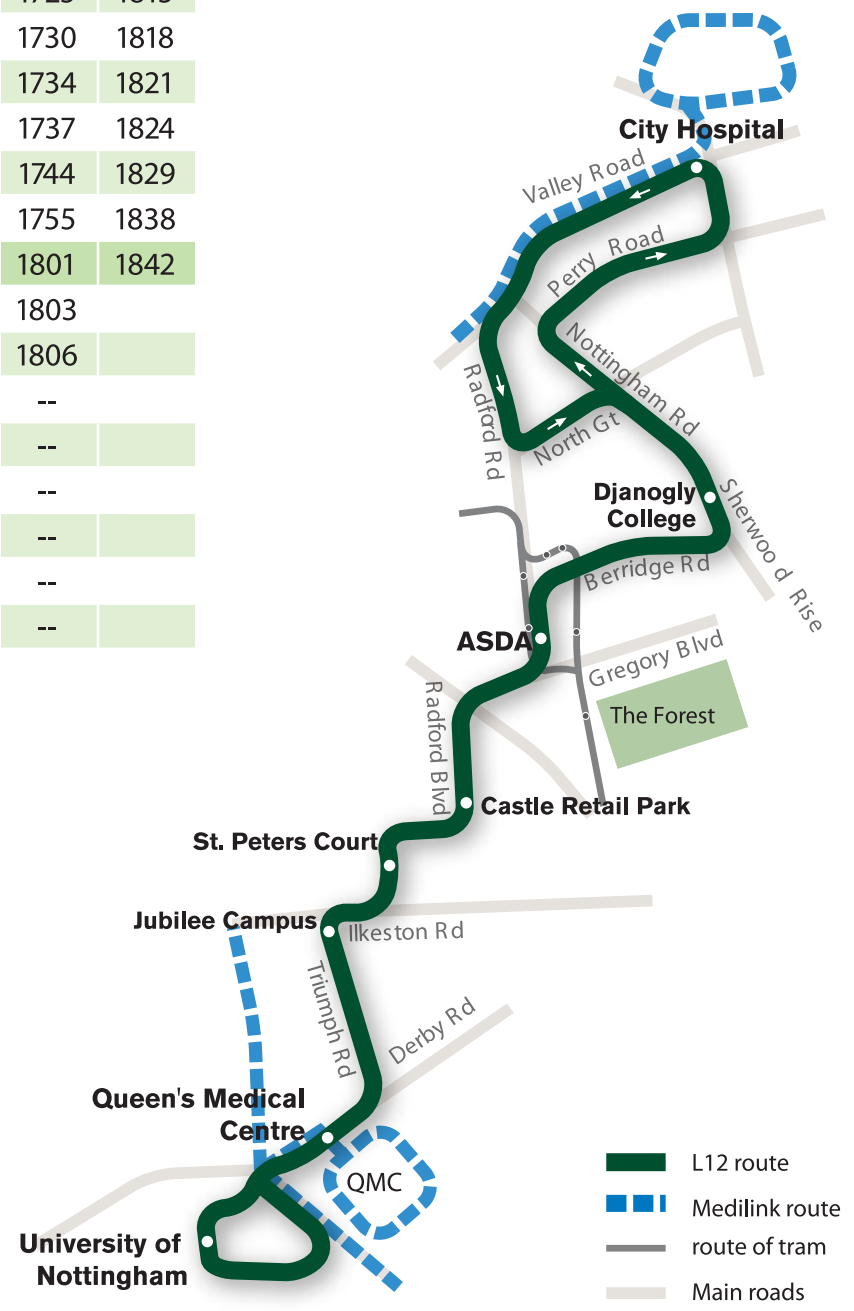 1730 1818
1734 1821
1737 1824
1744 1829
1755 1838
1801 1842
1803
1806
--
--
--
--
--
--
City Hospital
Valley Road
Perry Road
Nottingham Rd
Radford Rd
North Gt
Djanogly
College
Sherwood Rise
Berridge Rd
ASDA
Gregory Blvd
The Forest
Radford Blvd
Castle Retail Park
St. Peters Court
Jubilee Campus
Ilkeston Rd
Triumph Rd
Derby Rd
Queen's Medical
Centre
QMC
University of
Nottingham
L12 route
Medilink route
route of tram
Main roads